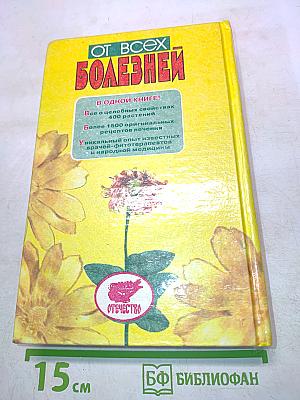 ОТ ВСЕХ
БОЛЕЗНЕЙ
В ОДНОЙ КНИГЕ!
Все о целебных свойствах
400 растений
Более 1500 оригинальных
рецептов лечения
Уникальный опыт известных
врачей-фитотерапевтов
и народной медицины
ОТЕЧЕСТВО
15 см
БФ БИБЛИОФАН